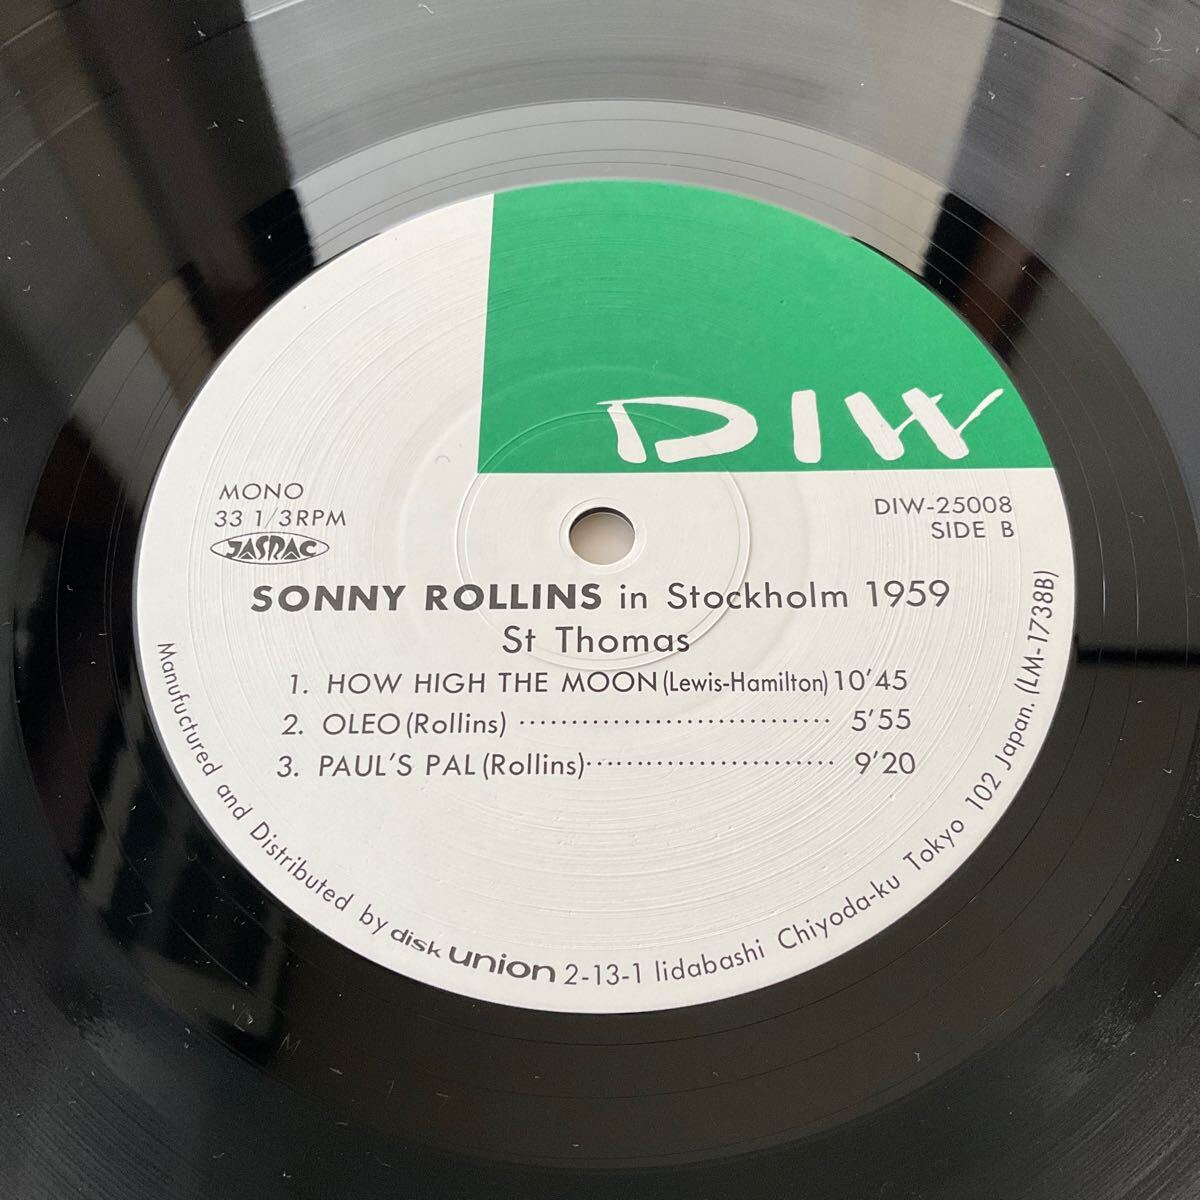 DIW
MONO
33 1/3RPM
JASRAC
DIW-25008
SIDE B
SONNY ROLLINS in Stockholm 1959
St Thomas
1. HOW HIGH THE MOON(Lewis-Hamilton)10'45
2. OLEO(Rollins) ······························ 5'55
3. PAUL'S PAL(Rollins)························ 9'20
Manufuctured and Distributed by disk union 2-13-1 Iidabashi Chiyoda-ku Tokyo 102 Japan. (LM-1738B)